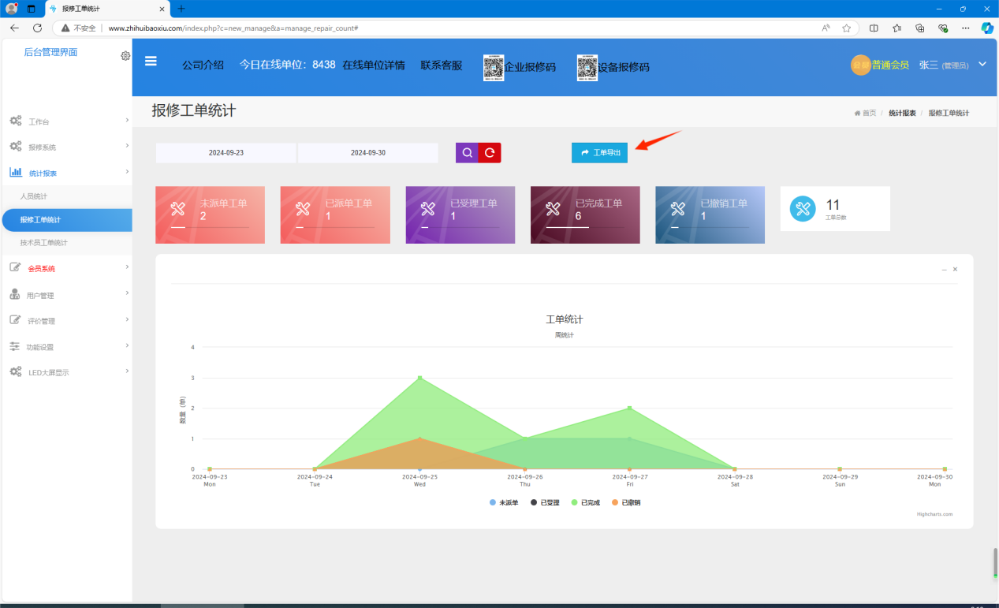 报修工单统计
不安全
www.zhihuibaoxiu.com/index.php?c=new_manage&a=manage_repair_count#
后台管理界面
公司介绍 今日在线单位：8438 在线单位详情 联系客服 企业报修码 设备报修码
普通会员 张三 (管理员)
报修工单统计
首页 / 统计报表 / 报修工单统计
工作台
报修系统
统计报表
人员统计
报修工单统计
技术员工单统计
会员系统
用户管理
评价管理
功能设置
LED大屏显示
2024-09-23 2024-09-30 工单导出
未派单工单
2
已派单工单
1
已受理工单
1
已完成工单
6
已撤销工单
1
11
工单总数
工单统计
周统计
数量（单）
4
3
2
1
0
2024-09-23 2024-09-24 2024-09-25 2024-09-26 2024-09-27 2024-09-28 2024-09-29 2024-09-30
Mon Tue Wed Thu Fri Sat Sun Mon
未派单 已受理 已完成 已撤销
Highcharts.com